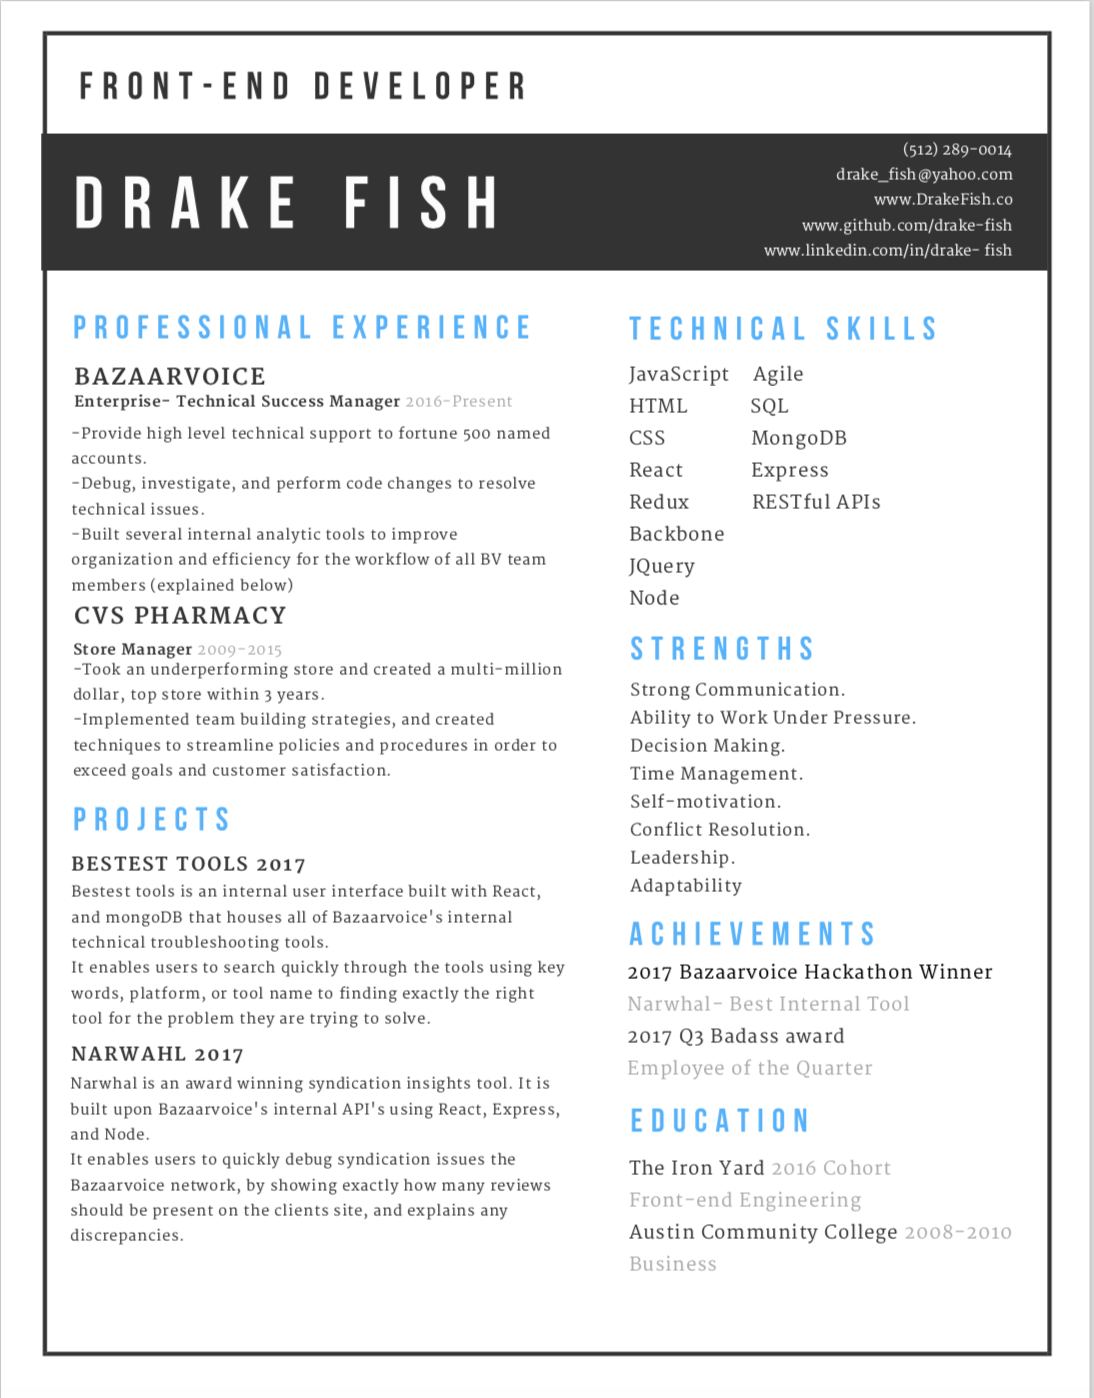 FRONT-END DEVELOPER
DRAKE FISH
(512) 289-0014
drake_fish@yahoo.com
www.DrakeFish.co
www.github.com/drake-fish
www.linkedin.com/in/drake- fish
PROFESSIONAL EXPERIENCE
BAZAARVOICE
Enterprise- Technical Success Manager 2016-Present
-Provide high level technical support to fortune 500 named
accounts.
-Debug, investigate, and perform code changes to resolve
technical issues.
-Built several internal analytic tools to improve
organization and efficiency for the workflow of all BV team
members (explained below)
CVS PHARMACY
Store Manager 2009-2015
-Took an underperforming store and created a multi-million
dollar, top store within 3 years.
-Implemented team building strategies, and created
techniques to streamline policies and procedures in order to
exceed goals and customer satisfaction.
PROJECTS
BESTEST TOOLS 2017
Bestest tools is an internal user interface built with React,
and mongoDB that houses all of Bazaarvoice's internal
technical troubleshooting tools.
It enables users to search quickly through the tools using key
words, platform, or tool name to finding exactly the right
tool for the problem they are trying to solve.
NARWAHL 2017
Narwhal is an award winning syndication insights tool. It is
built upon Bazaarvoice's internal API's using React, Express,
and Node.
It enables users to quickly debug syndication issues the
Bazaarvoice network, by showing exactly how many reviews
should be present on the clients site, and explains any
discrepancies.
TECHNICAL SKILLS
JavaScript Agile
HTML SQL
CSS MongoDB
React Express
Redux RESTful APIs
Backbone
JQuery
Node
STRENGTHS
Strong Communication.
Ability to Work Under Pressure.
Decision Making.
Time Management.
Self-motivation.
Conflict Resolution.
Leadership.
Adaptability
ACHIEVEMENTS
2017 Bazaarvoice Hackathon Winner
Narwhal- Best Internal Tool
2017 Q3 Badass award
Employee of the Quarter
EDUCATION
The Iron Yard 2016 Cohort
Front-end Engineering
Austin Community College 2008-2010
Business